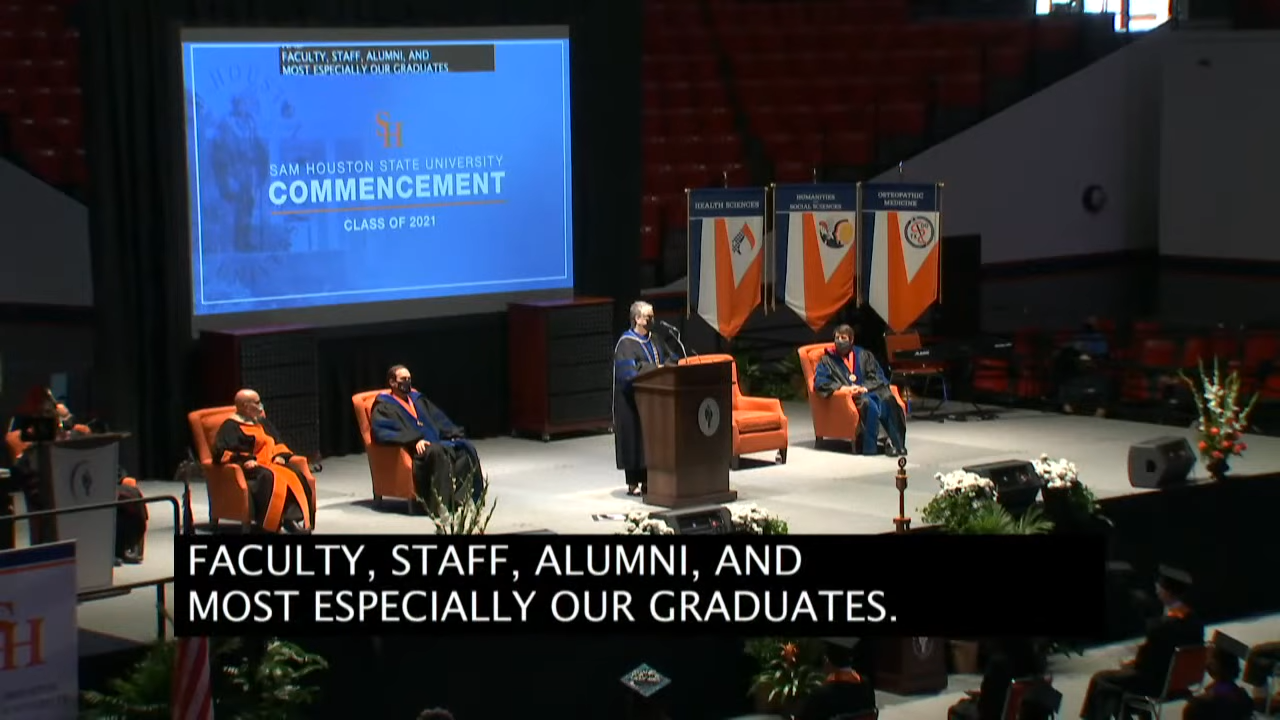 FACULTY, STAFF, ALUMNI, AND
MOST ESPECIALLY OUR GRADUATES
SH
SAM HOUSTON STATE UNIVERSITY
COMMENCEMENT
CLASS OF 2021
HEALTH SCIENCES
HUMANITIES
SOCIAL SCIENCES
OSTEOPATHIC
MEDICINE
FACULTY, STAFF, ALUMNI, AND
MOST ESPECIALLY OUR GRADUATES.
SH